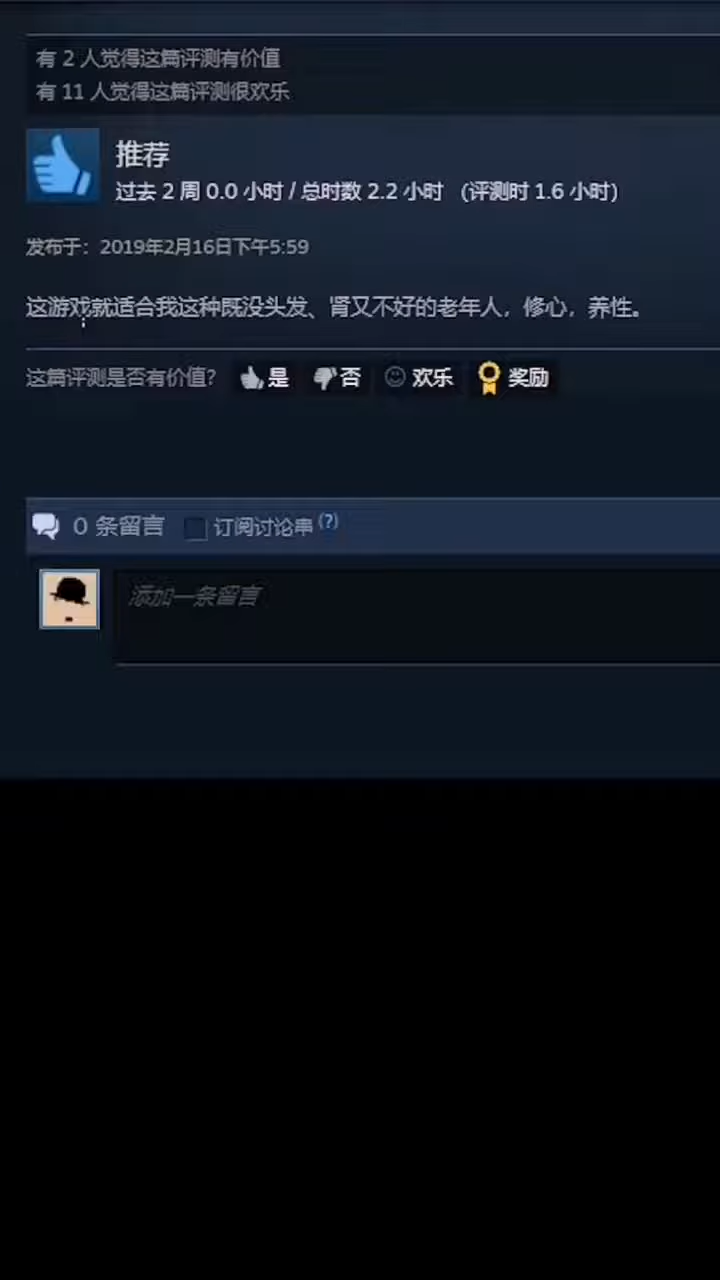 有 2 人觉得这篇评测有价值
有 11 人觉得这篇评测很欢乐
推荐
过去 2 周 0.0 小时 / 总时数 2.2 小时 （评测时 1.6 小时）
发布于：2019年2月16日下午5:59
这游戏就适合我这种既没头发、肾又不好的老年人，修心，养性。
这篇评测是否有价值？ 是 否 欢乐 奖励
0 条留言 订阅讨论串 (?)
添加一条留言